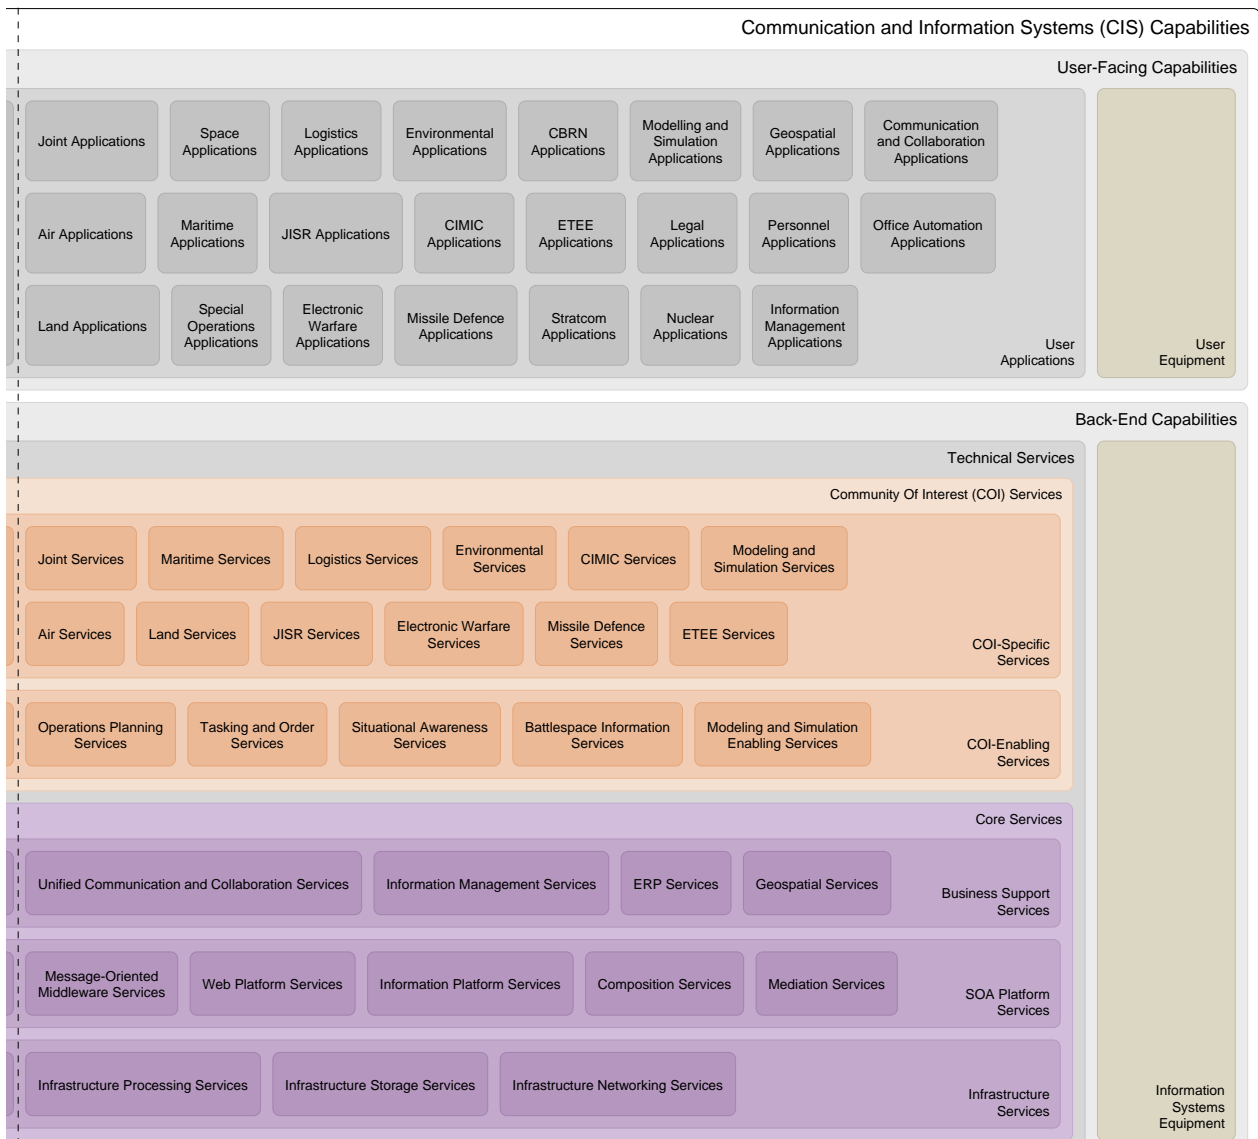 Communication and Information Systems (CIS) Capabilities
User-Facing Capabilities
Joint Applications
Space
Applications
Logistics
Applications
Environmental
Applications
CBRN
Applications
Modelling and
Simulation
Applications
Geospatial
Applications
Communication
and Collaboration
Applications
Air Applications
Maritime
Applications
JISR Applications
CIMIC
Applications
ETEE
Applications
Legal
Applications
Personnel
Applications
Office Automation
Applications
Land Applications
Special
Operations
Applications
Electronic
Warfare
Applications
Missile Defence
Applications
Stratcom
Applications
Nuclear
Applications
Information
Management
Applications
User
Applications
User
Equipment
Back-End Capabilities
Technical Services
Community Of Interest (COI) Services
Joint Services
Maritime Services
Logistics Services
Environmental
Services
CIMIC Services
Modeling and
Simulation Services
Air Services
Land Services
JISR Services
Electronic Warfare
Services
Missile Defence
Services
ETEE Services
COI-Specific
Services
Operations Planning
Services
Tasking and Order
Services
Situational Awareness
Services
Battlespace Information
Services
Modeling and Simulation
Enabling Services
COI-Enabling
Services
Core Services
Unified Communication and Collaboration Services
Information Management Services
ERP Services
Geospatial Services
Business Support
Services
Message-Oriented
Middleware Services
Web Platform Services
Information Platform Services
Composition Services
Mediation Services
SOA Platform
Services
Infrastructure Processing Services
Infrastructure Storage Services
Infrastructure Networking Services
Infrastructure
Services
Information
Systems
Equipment